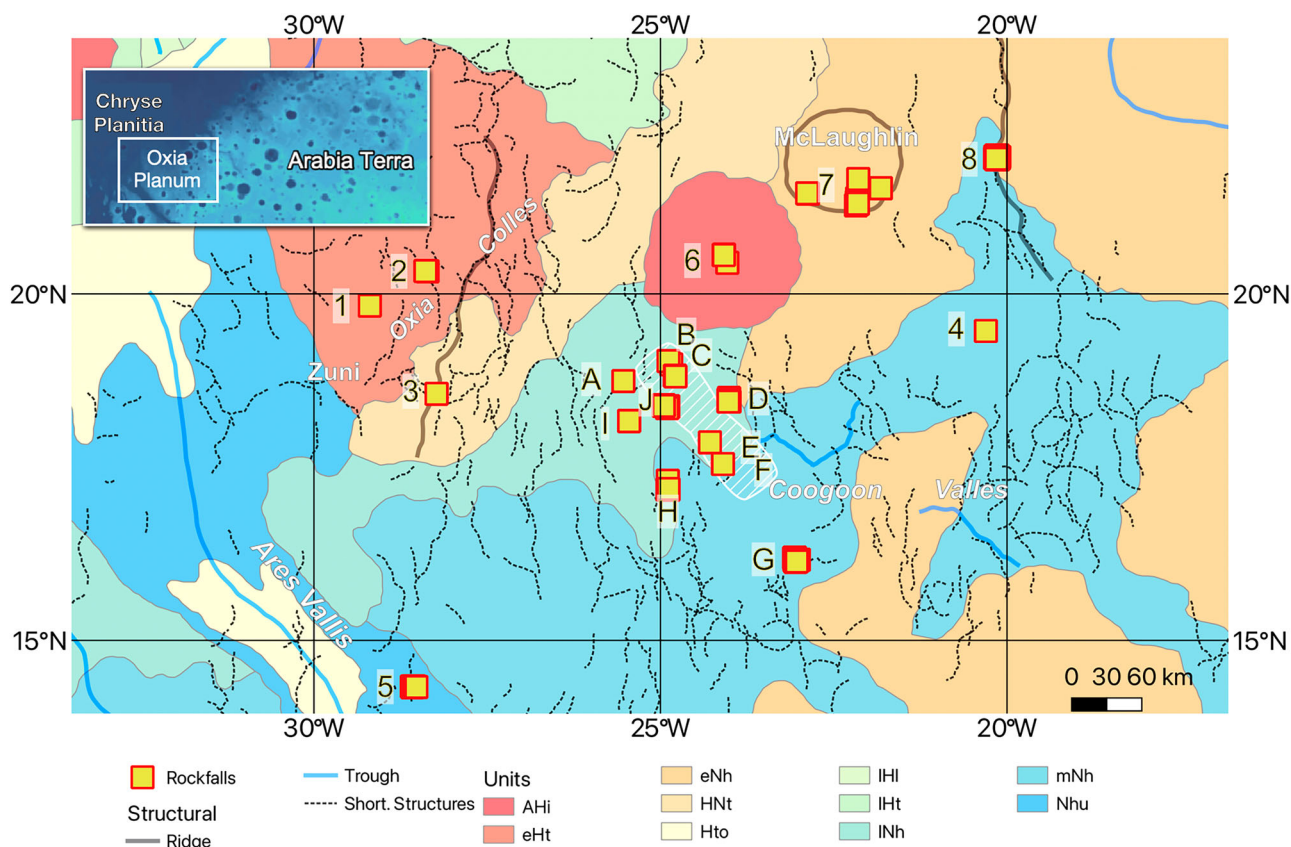 30°W
25°W
20°W
Chryse
Planitia
Oxia
Planum
Arabia Terra
McLaughlin
8
7
Colles
6
2
20°N
20°N
1
Oxia
4
B
C
Zuni
A
3
J
D
I
E
F
Coogoon
Valles
H
Ares Vallis
G
15°N
15°N
5
0 30 60 km
30°W
25°W
20°W
Rockfalls
Structural
Ridge
Trough
Short. Structures
Units
AHi
eHt
eNh
HNt
Hto
lHl
lHt
lNh
mNh
Nhu